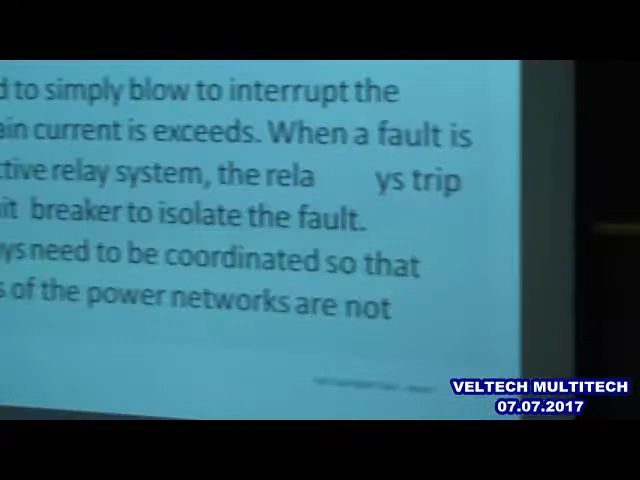 d to simply blow to interrupt the
ain current is exceeds. When a fault is
ctive relay system, the rela ys trip
it breaker to isolate the fault.
ys need to be coordinated so that
s of the power networks are not
VELTECH MULTITECH
07.07.2017